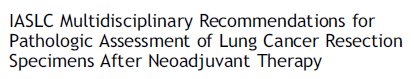 IASLC Multidisciplinary Recommendations for
Pathologic Assessment of Lung Cancer Resection
Specimens After Neoadjuvant Therapy